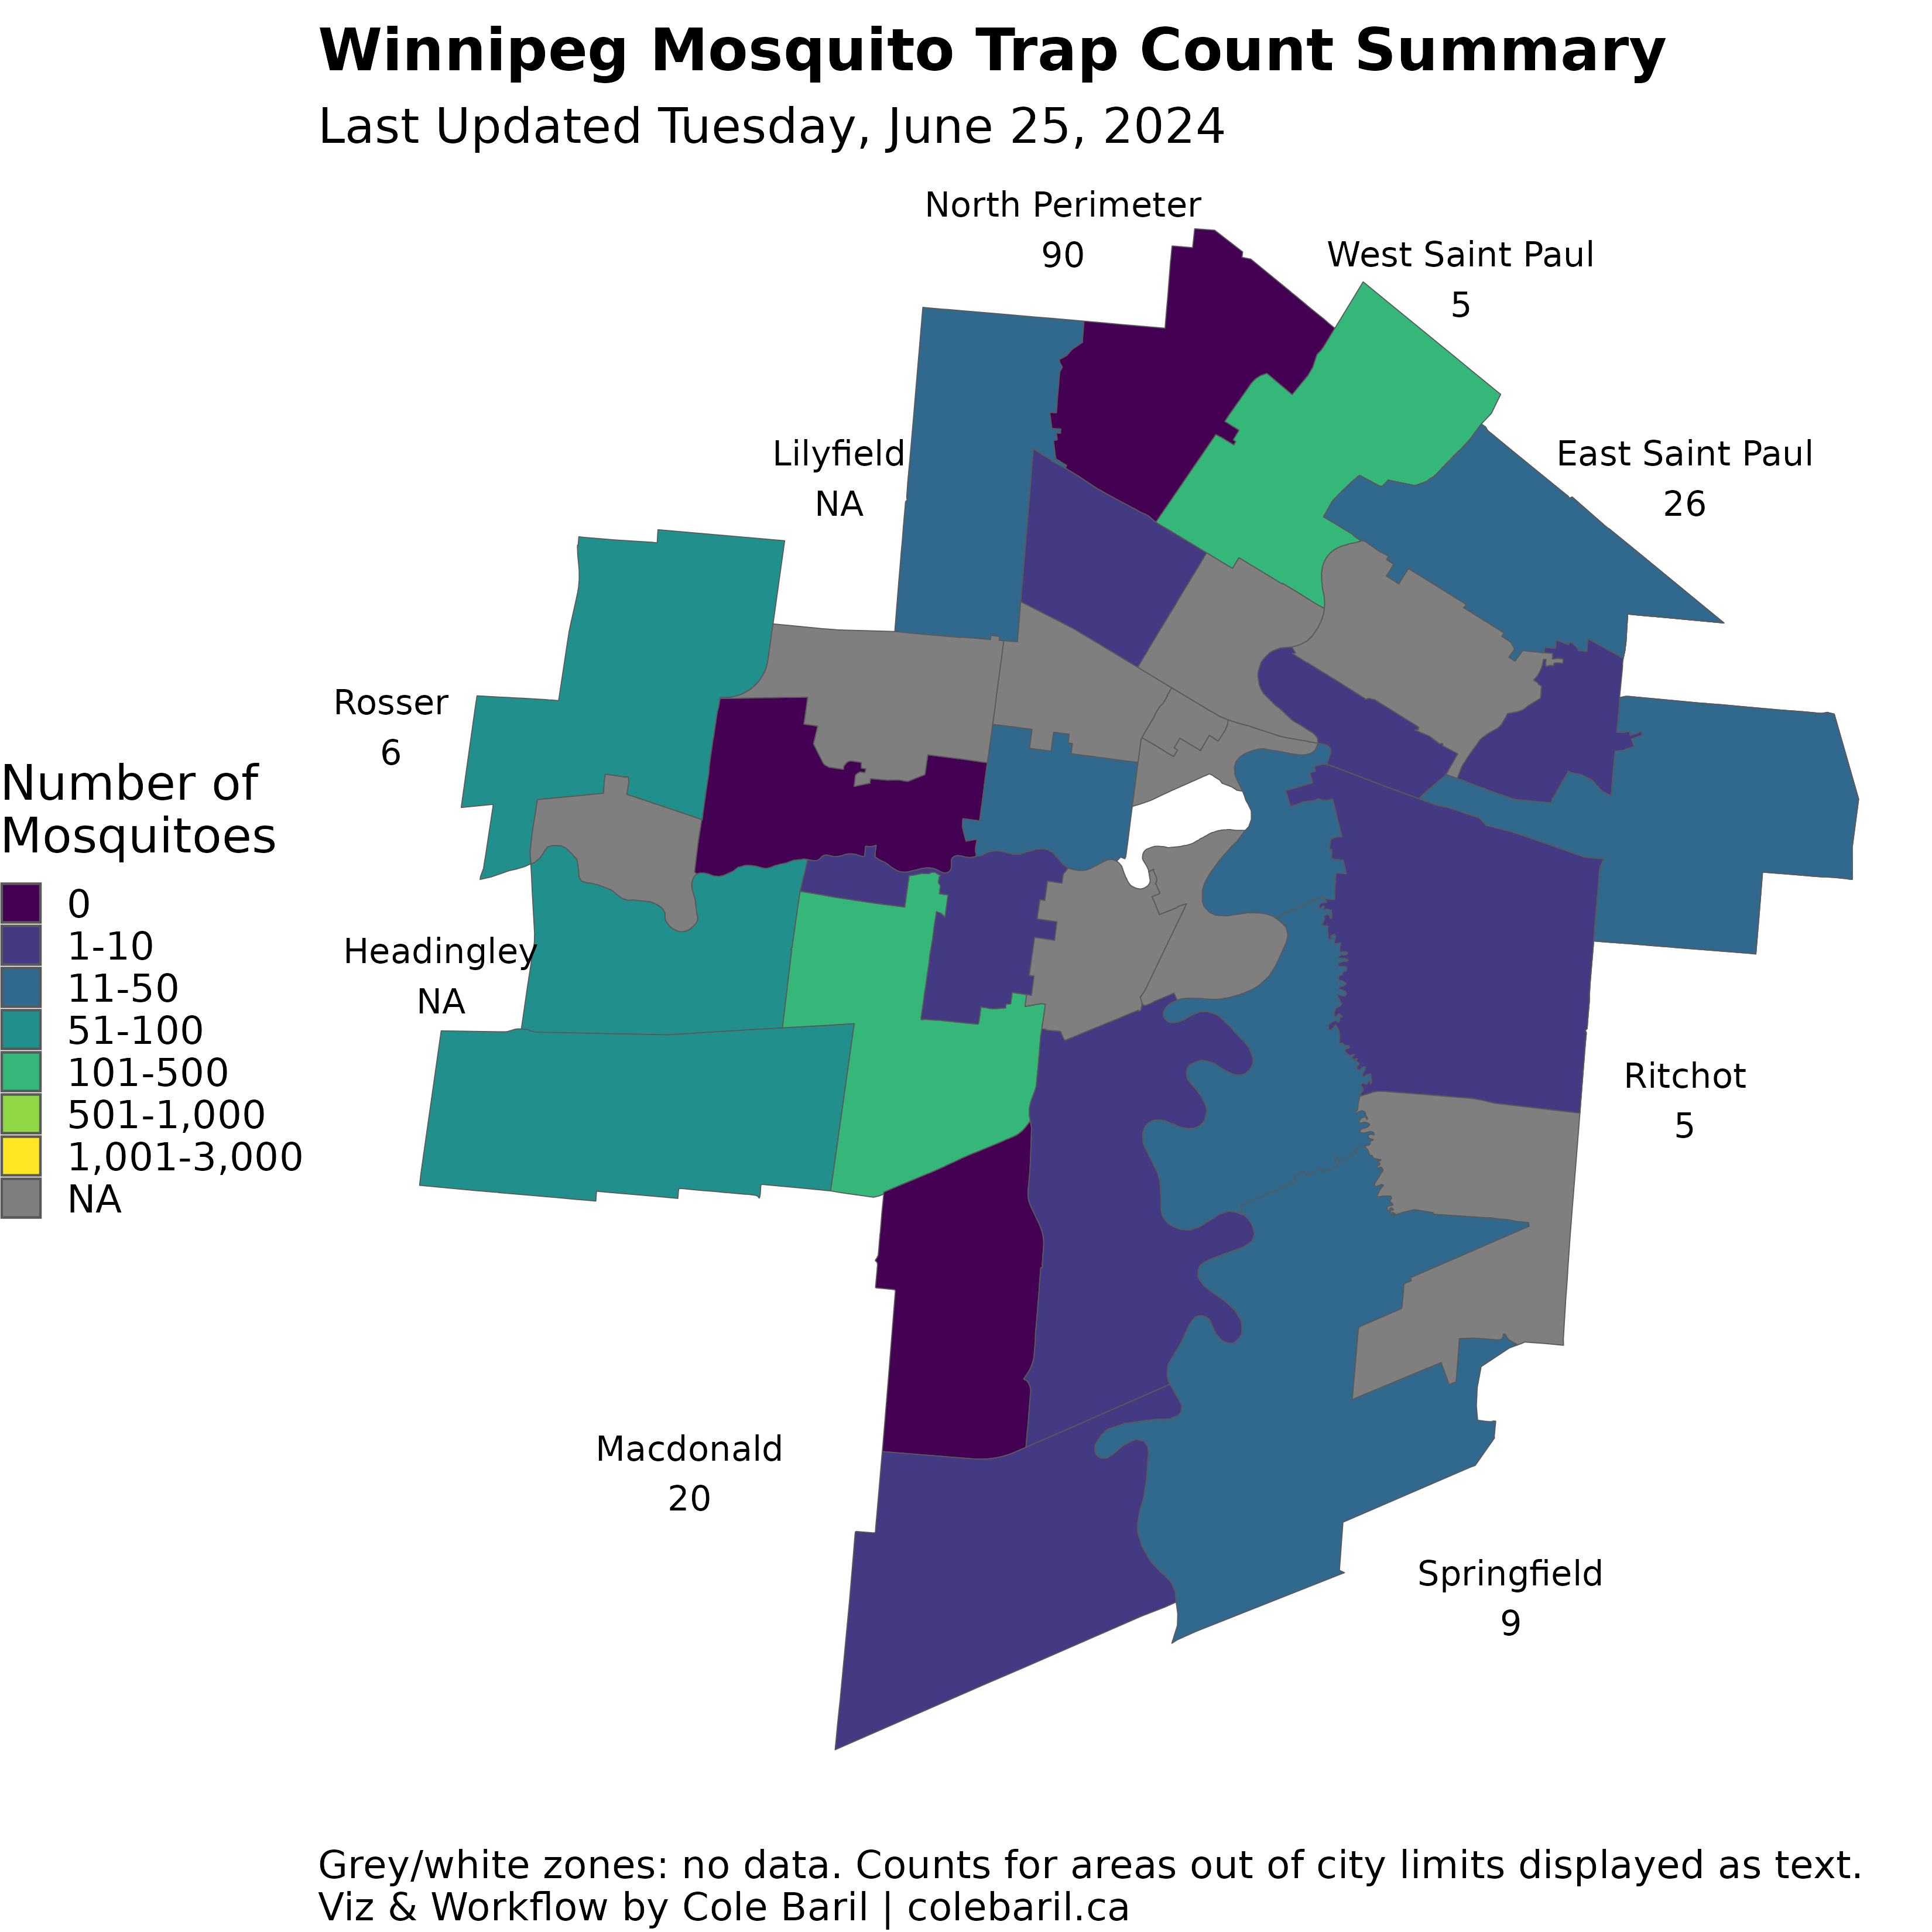 Winnipeg Mosquito Trap Count Summary
Last Updated Tuesday, June 25, 2024
North Perimeter
90
West Saint Paul
5
Lilyfield
NA
East Saint Paul
26
Rosser
6
Number of
Mosquitoes
0
1-10
11-50
51-100
101-500
501-1,000
1,001-3,000
NA
Headingley
NA
Ritchot
5
Macdonald
20
Springfield
9
Grey/white zones: no data. Counts for areas out of city limits displayed as text.
Viz & Workflow by Cole Baril | colebaril.ca